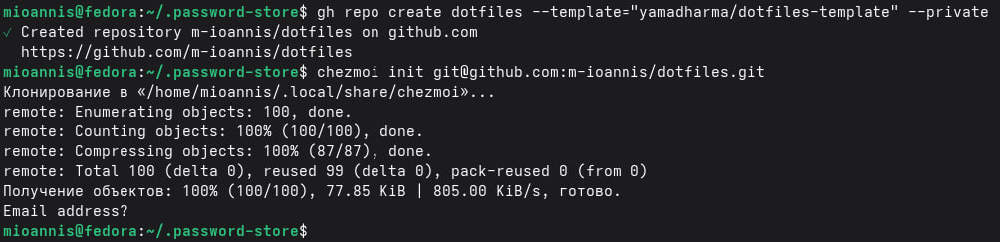 mioannis@fedora:~/.password-store$ gh repo create dotfiles --template="yamadharma/dotfiles-template" --private
✓ Created repository m-ioannis/dotfiles on github.com
  https://github.com/m-ioannis/dotfiles
mioannis@fedora:~/.password-store$ chezmoi init git@github.com:m-ioannis/dotfiles.git
Клонирование в «/home/mioannis/.local/share/chezmoi»...
remote: Enumerating objects: 100, done.
remote: Counting objects: 100% (100/100), done.
remote: Compressing objects: 100% (87/87), done.
remote: Total 100 (delta 0), reused 99 (delta 0), pack-reused 0 (from 0)
Получение объектов: 100% (100/100), 77.85 KiB | 805.00 KiB/s, готово.
Email address?
mioannis@fedora:~/.password-store$